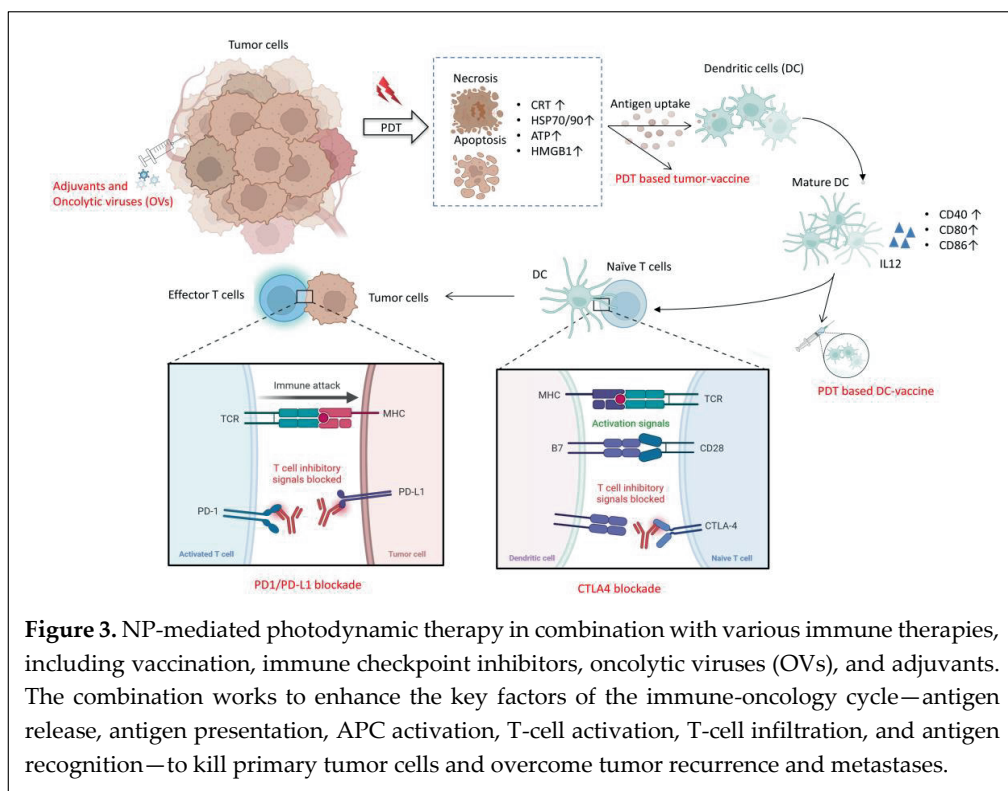 Tumor cells
PDT
Adjuvants and
Oncolytic viruses (OVs)
Necrosis
Apoptosis
• CRT ↑
• HSP70/90↑
• ATP↑
• HMGB1↑
Antigen uptake
PDT based tumor-vaccine
Dendritic cells (DC)
Mature DC
IL12
• CD40 ↑
• CD80↑
• CD86↑
PDT based DC-vaccine
DC
Naïve T cells
Effector T cells
Tumor cells
Immune attack
TCR
MHC
T cell inhibitory
signals blocked
PD-1
PD-L1
Activated T cell
Tumor cell
PD1/PD-L1 blockade
MHC
TCR
Activation signals
B7
CD28
T cell inhibitory
signals blocked
CTLA-4
Dendritic cell
Naive T cell
CTLA4 blockade
Figure 3. NP-mediated photodynamic therapy in combination with various immune therapies,
including vaccination, immune checkpoint inhibitors, oncolytic viruses (OVs), and adjuvants.
The combination works to enhance the key factors of the immune-oncology cycle—antigen
release, antigen presentation, APC activation, T-cell activation, T-cell infiltration, and antigen
recognition—to kill primary tumor cells and overcome tumor recurrence and metastases.